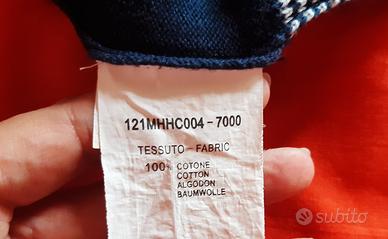 121MHHC004-7000
TESSUTO-FABRIC
100% COTONE
COTTON
ALGODON
BAUMWOLLE
subito